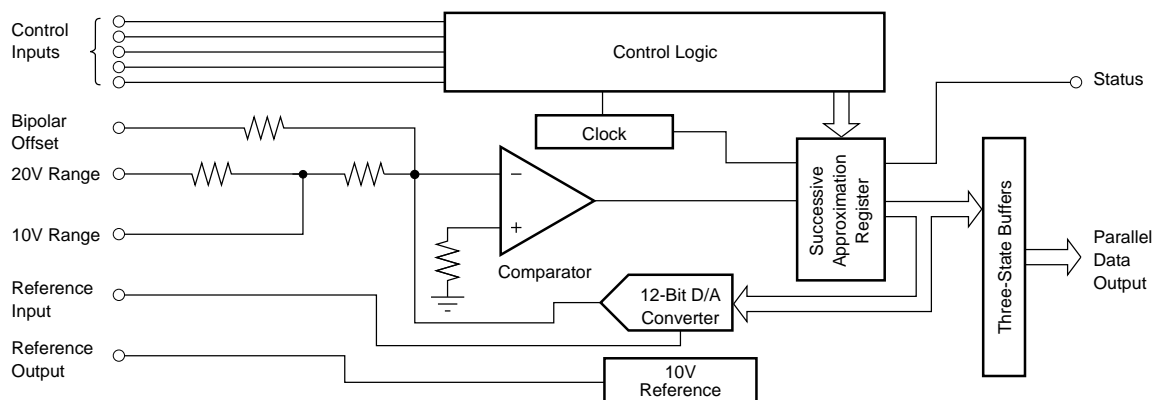 Control
Inputs
Control Logic
Status
Bipolar
Offset
Clock
20V Range
−
Successive
Approximation
Register
Three-State Buffers
10V Range
+
Comparator
Parallel
Data
Output
Reference
Input
12-Bit D/A
Converter
Reference
Output
10V
Reference